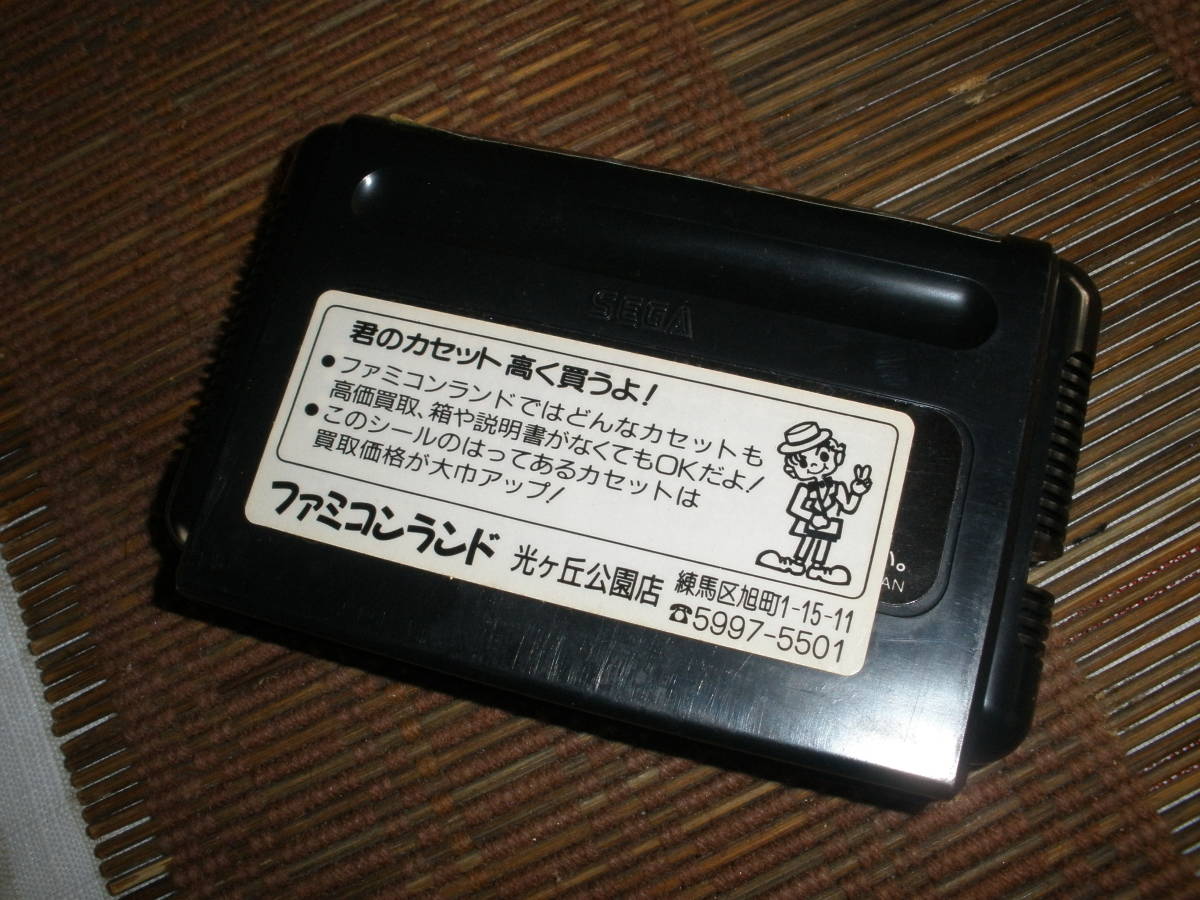 SEGA
君のカセット高く買うよ!
●ファミコンランドではどんなカセットも
高価買取、箱や説明書がなくてもOKだよ!
●このシールのはってあるカセットは
買取価格が大巾アップ!
ファミコンランド 光ヶ丘公園店 練馬区旭町1-15-11
☎5997-5501